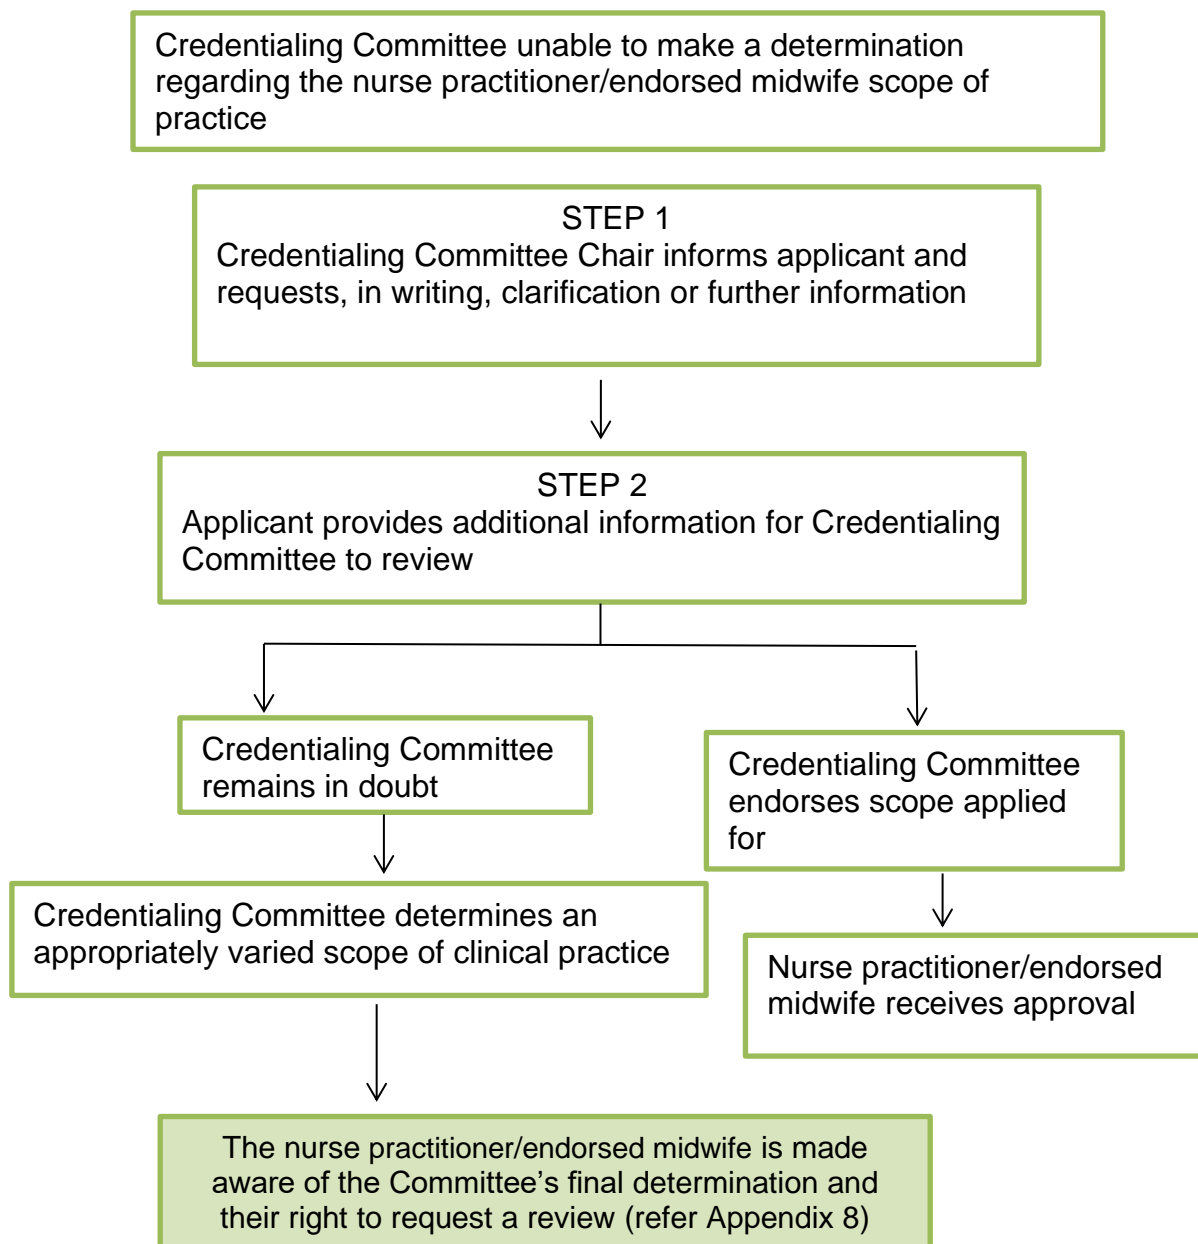 Credentialing Committee unable to make a determination
regarding the nurse practitioner/endorsed midwife scope of
practice
STEP 1
Credentialing Committee Chair informs applicant and
requests, in writing, clarification or further information
STEP 2
Applicant provides additional information for Credentialing
Committee to review
Credentialing Committee
remains in doubt
Credentialing Committee
endorses scope applied
for
Credentialing Committee determines an
appropriately varied scope of clinical practice
Nurse practitioner/endorsed
midwife receives approval
The nurse practitioner/endorsed midwife is made
aware of the Committee’s final determination and
their right to request a review (refer Appendix 8)